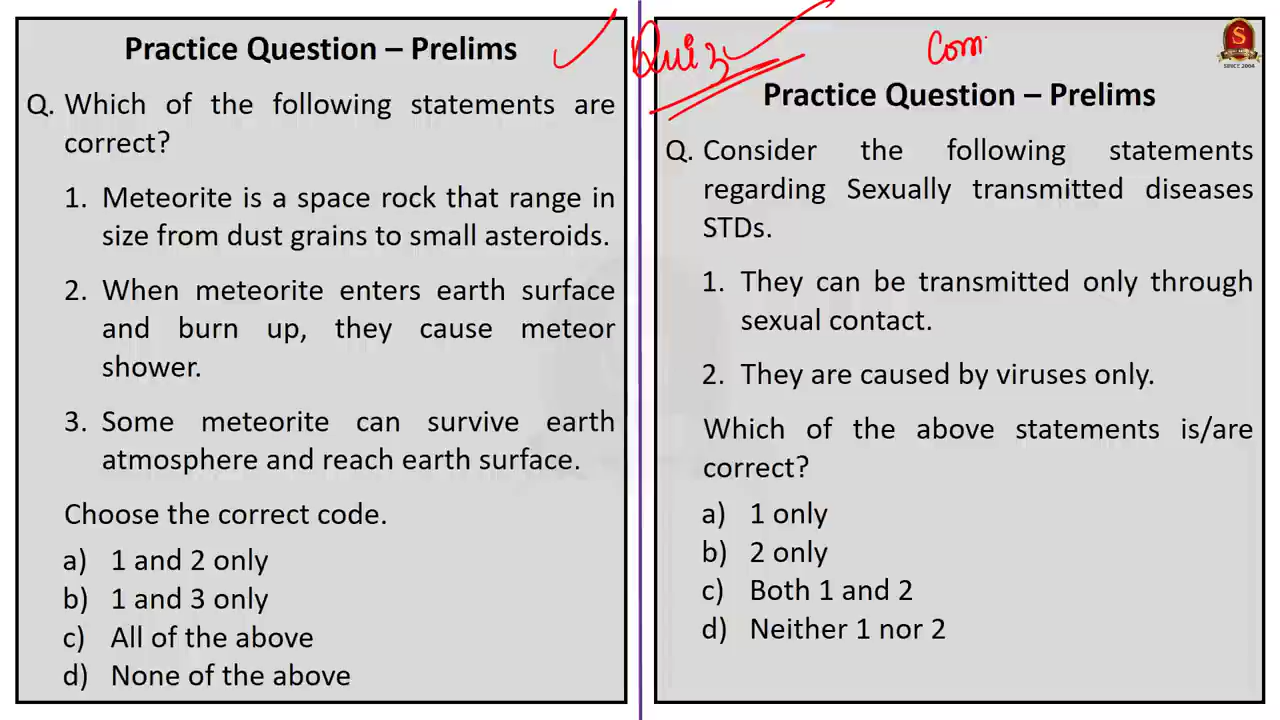 Practice Question – Prelims
Q. Which of the following statements are
correct?
1. Meteorite is a space rock that range in
size from dust grains to small asteroids.
2. When meteorite enters earth surface
and burn up, they cause meteor
shower.
3. Some meteorite can survive earth
atmosphere and reach earth surface.
Choose the correct code.
a) 1 and 2 only
b) 1 and 3 only
c) All of the above
d) None of the above
Quiz
Com
S
SINCE 2004
Practice Question – Prelims
Q. Consider the following statements
regarding Sexually transmitted diseases
STDs.
1. They can be transmitted only through
sexual contact.
2. They are caused by viruses only.
Which of the above statements is/are
correct?
a) 1 only
b) 2 only
c) Both 1 and 2
d) Neither 1 nor 2